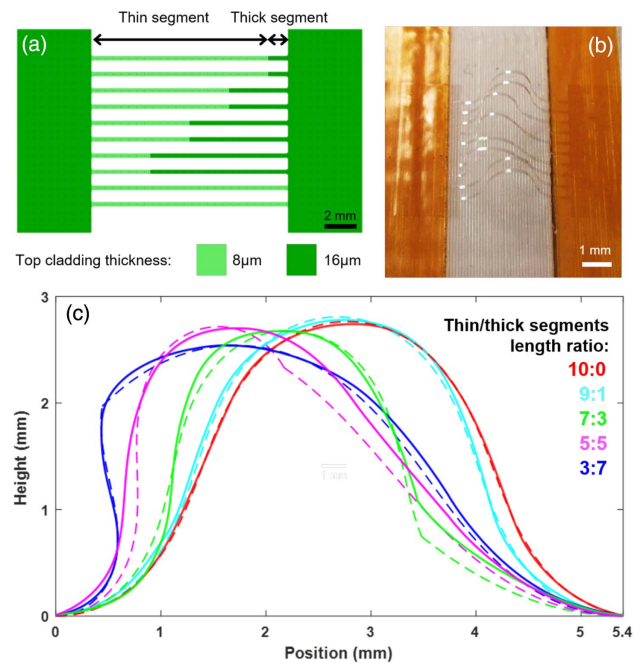 Thin segment Thick segment
(a)
2 mm
Top cladding thickness: 8μm 16μm
(b)
1 mm
(c)
Thin/thick segments
length ratio:
10:0
9:1
7:3
5:5
3:7
1 mm
Height (mm)
3
2
1
0
0 1 2 3 4 5 5.4
Position (mm)